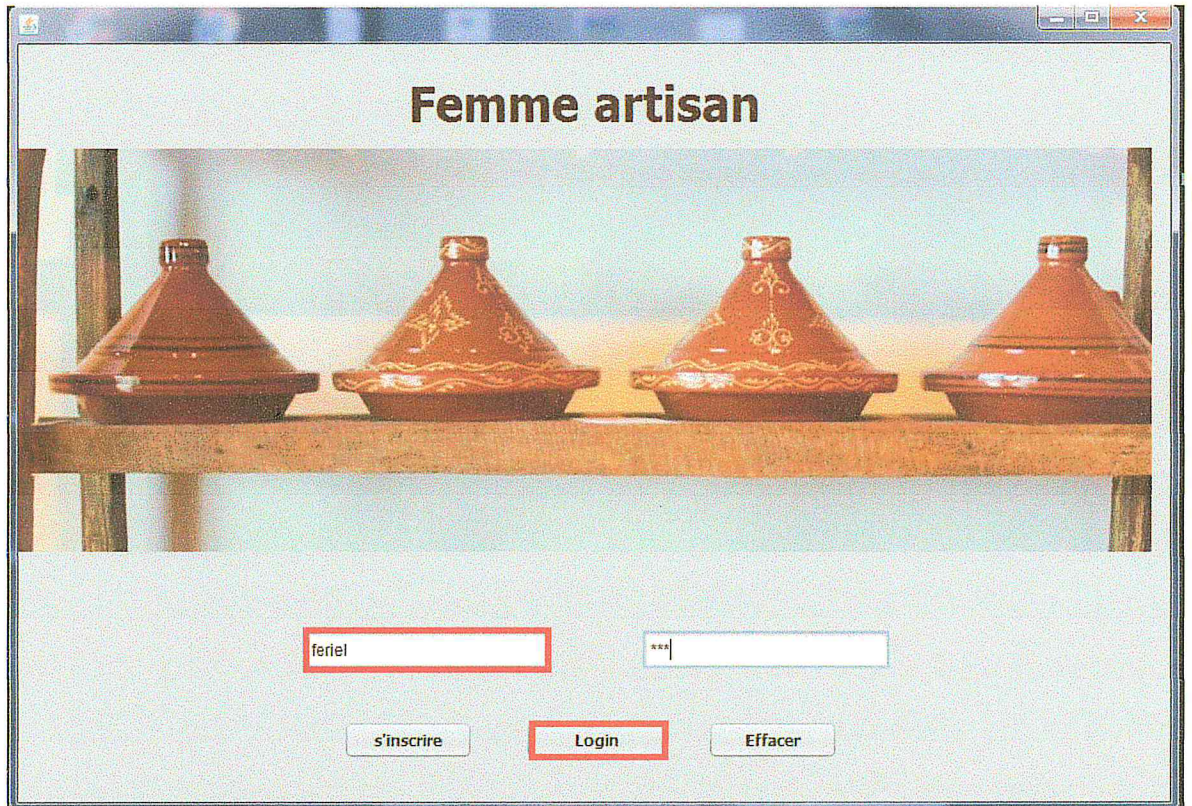 Femme artisan
feriel
***
s'inscrire
Login
Effacer